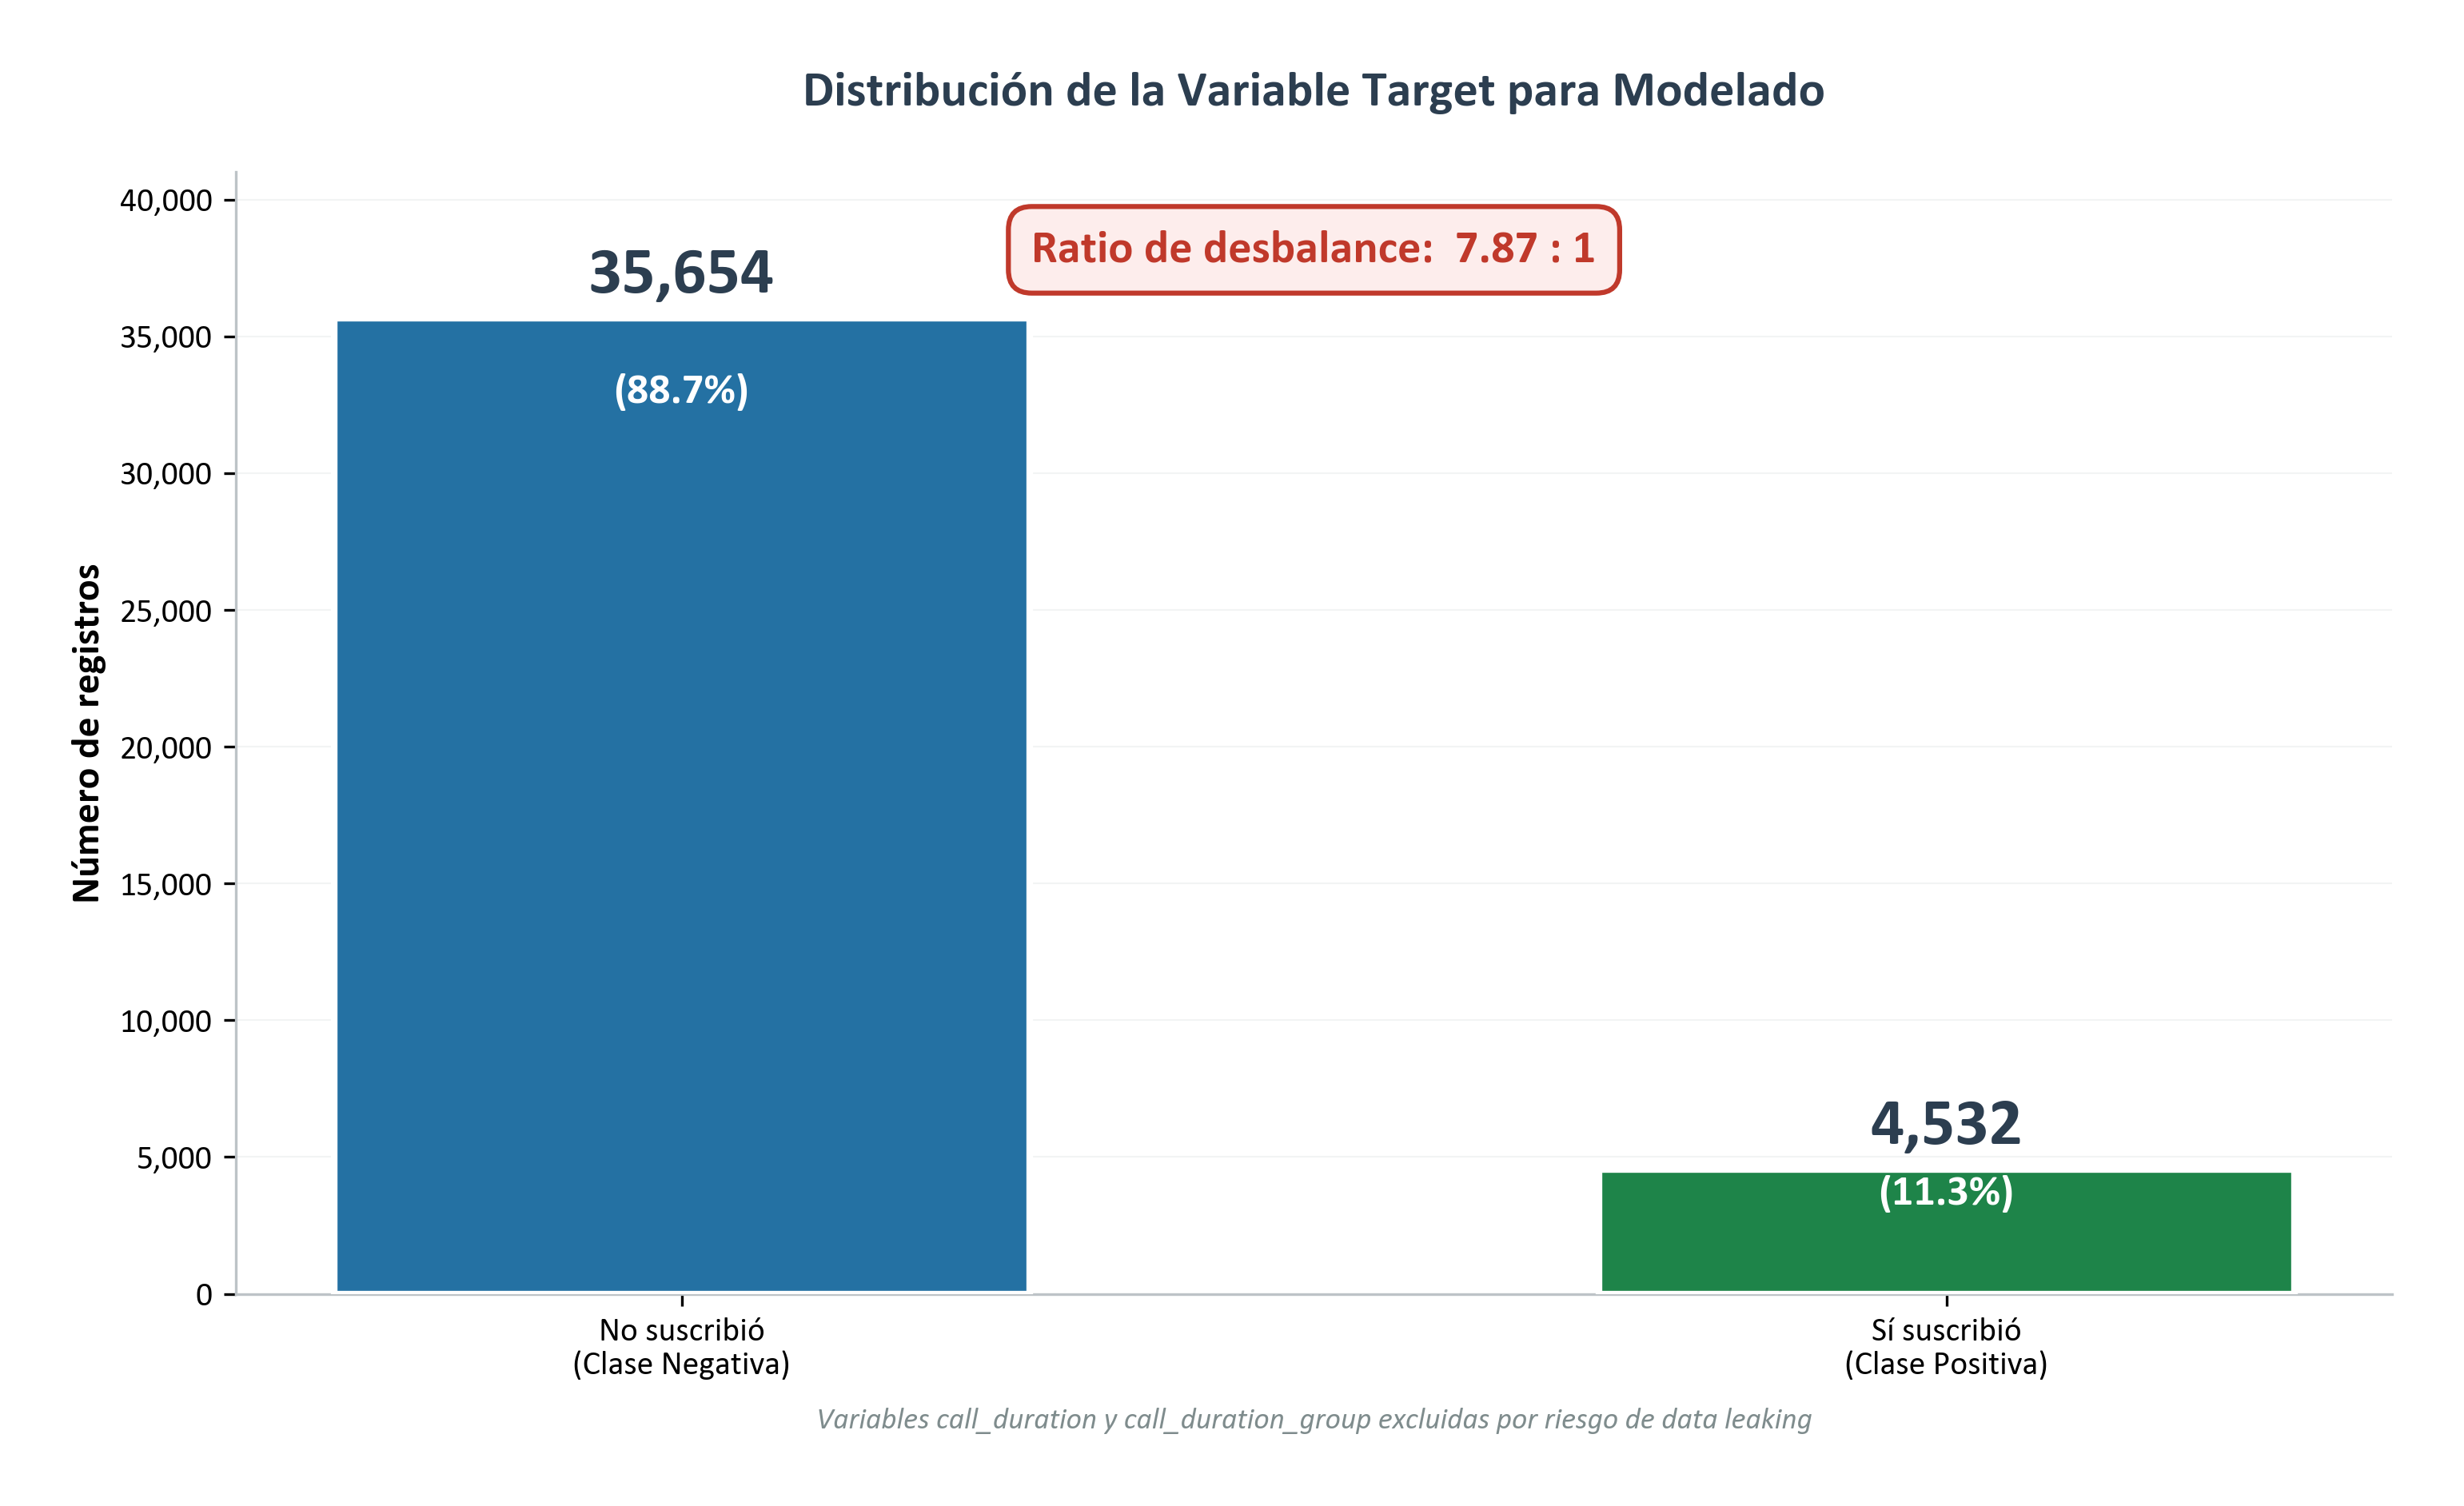 Distribución de la Variable Target para Modelado
Ratio de desbalance: 7.87 : 1
Número de registros
40,000
35,000
30,000
25,000
20,000
15,000
10,000
5,000
0
35,654
(88.7%)
4,532
(11.3%)
No suscribió
(Clase Negativa)
Sí suscribió
(Clase Positiva)
Variables call_duration y call_duration_group excluidas por riesgo de data leaking